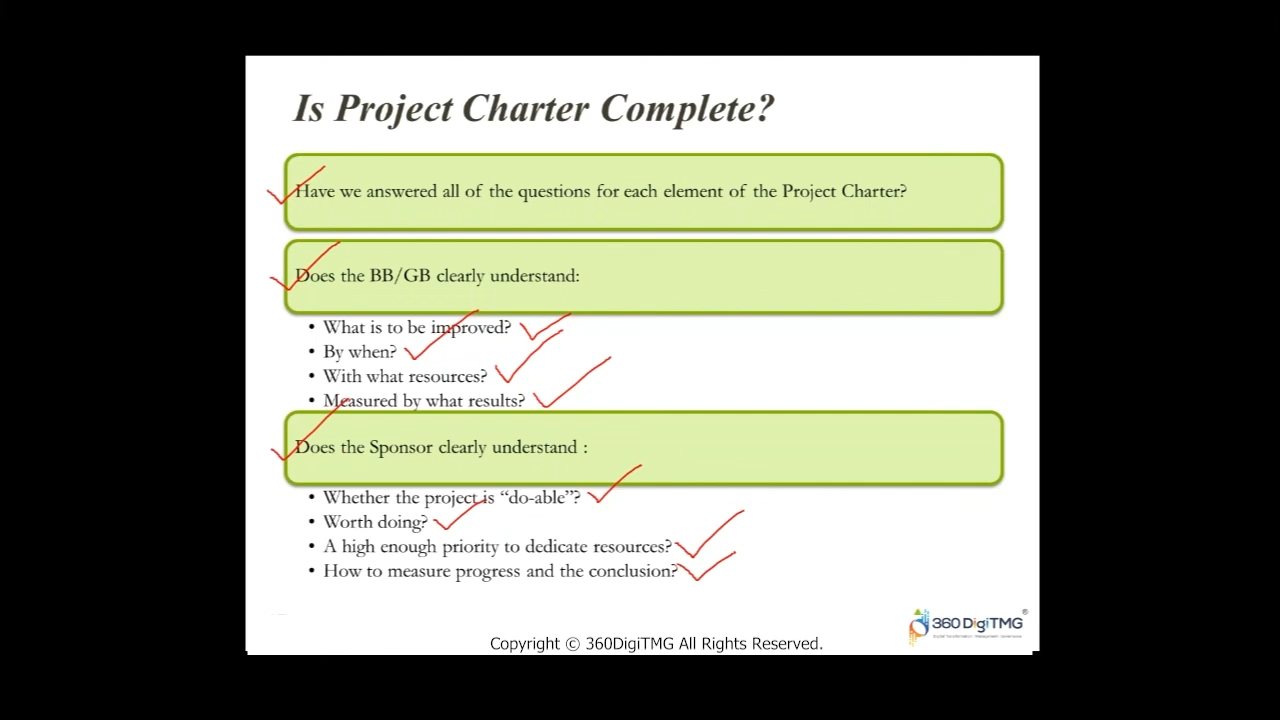 Is Project Charter Complete?
Have we answered all of the questions for each element of the Project Charter?
Does the BB/GB clearly understand:
• What is to be improved?
• By when?
• With what resources?
• Measured by what results?
Does the Sponsor clearly understand :
• Whether the project is “do-able”?
• Worth doing?
• A high enough priority to dedicate resources?
• How to measure progress and the conclusion?
360DigiTMG®
Copyright © 360DigiTMG All Rights Reserved.